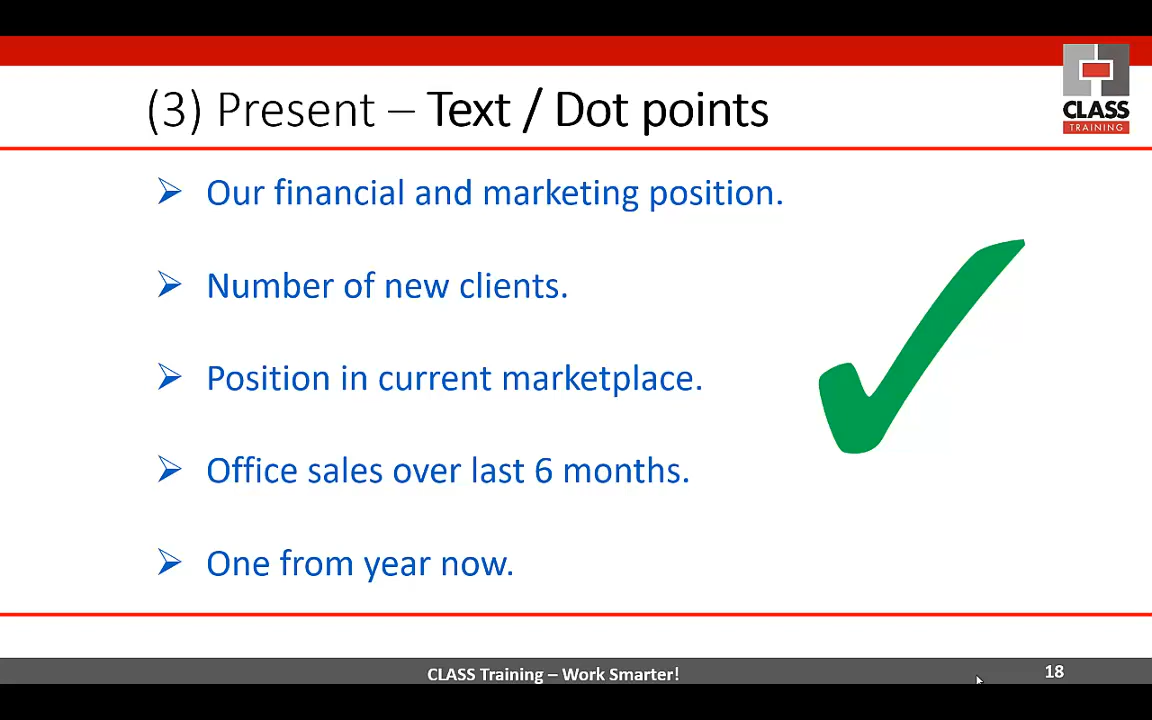 CLASS
TRAINING
(3) Present – Text / Dot points
➢ Our financial and marketing position.
➢ Number of new clients.
➢ Position in current marketplace.
➢ Office sales over last 6 months.
➢ One from year now.
CLASS Training – Work Smarter!
18